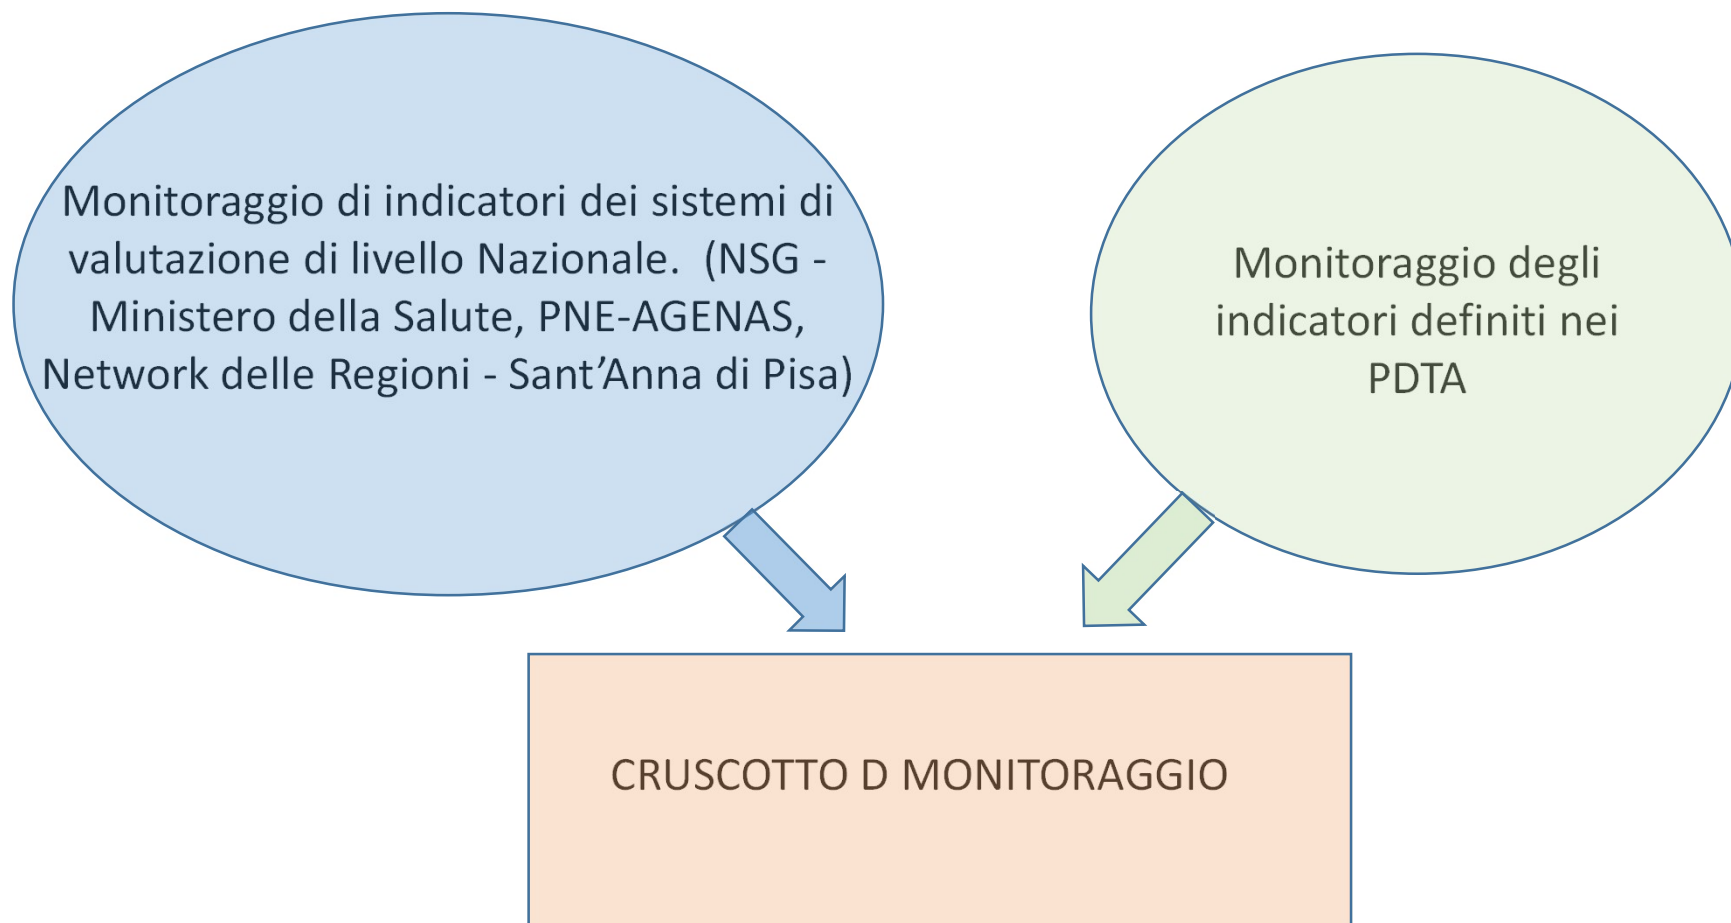 Monitoraggio di indicatori dei sistemi di
valutazione di livello Nazionale.  (NSG -
Ministero della Salute, PNE-AGENAS,
Network delle Regioni - Sant’Anna di Pisa)
Monitoraggio degli
indicatori definiti nei
PDTA
CRUSCOTTO D MONITORAGGIO